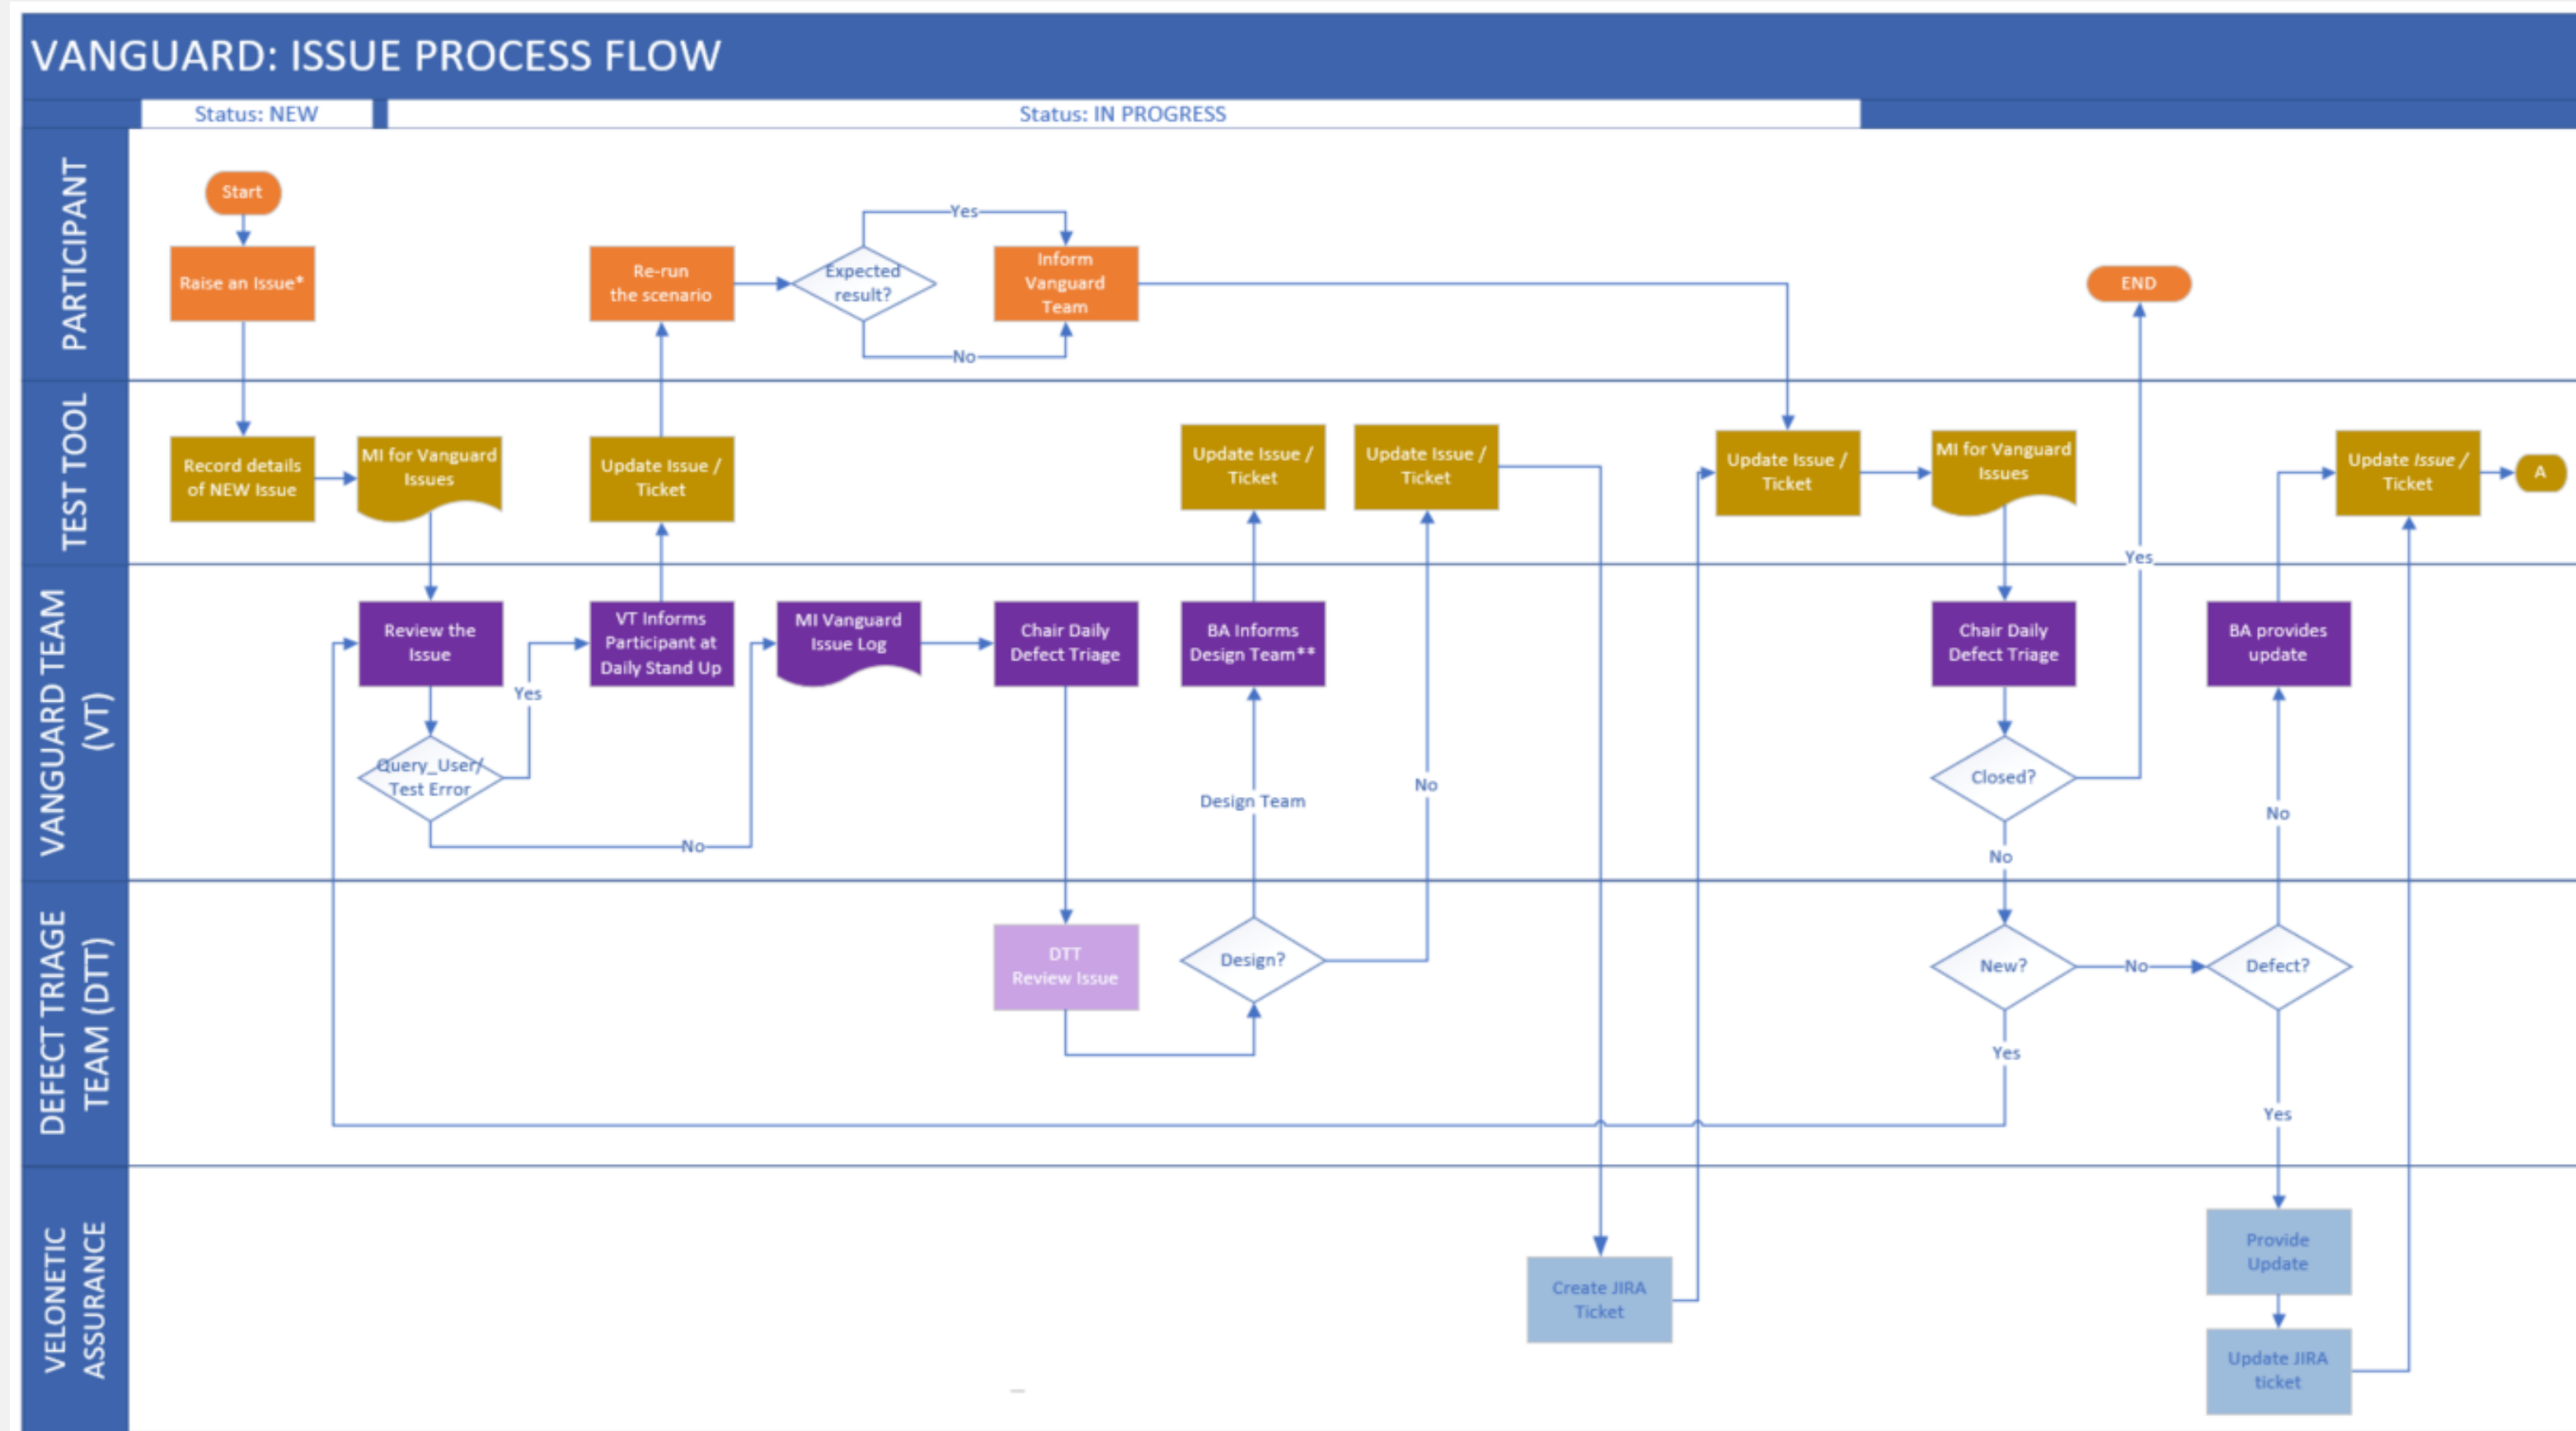 VANGUARD: ISSUE PROCESS FLOW
Status: NEW
Status: IN PROGRESS
PARTICIPANT
Start
Raise an Issue*
Re-run
the scenario
Expected
result?
Yes
No
Inform
Vanguard
Team
END
TEST TOOL
Record details
of NEW Issue
MI for Vanguard
Issues
Update Issue /
Ticket
Update Issue /
Ticket
Update Issue /
Ticket
Update Issue /
Ticket
MI for Vanguard
Issues
Yes
Update Issue /
Ticket
A
VANGUARD TEAM
(VT)
Review the
Issue
Query_User/
Test Error
Yes
No
VT Informs
Participant at
Daily Stand Up
MI Vanguard
Issue Log
Chair Daily
Defect Triage
BA Informs
Design Team**
Design Team
No
Chair Daily
Defect Triage
Closed?
No
BA provides
update
No
DEFECT TRIAGE
TEAM (DTT)
DTT
Review Issue
Design?
New?
No
Yes
Defect?
Yes
VELONETIC
ASSURANCE
Create JIRA
Ticket
Provide
Update
Update JIRA
ticket